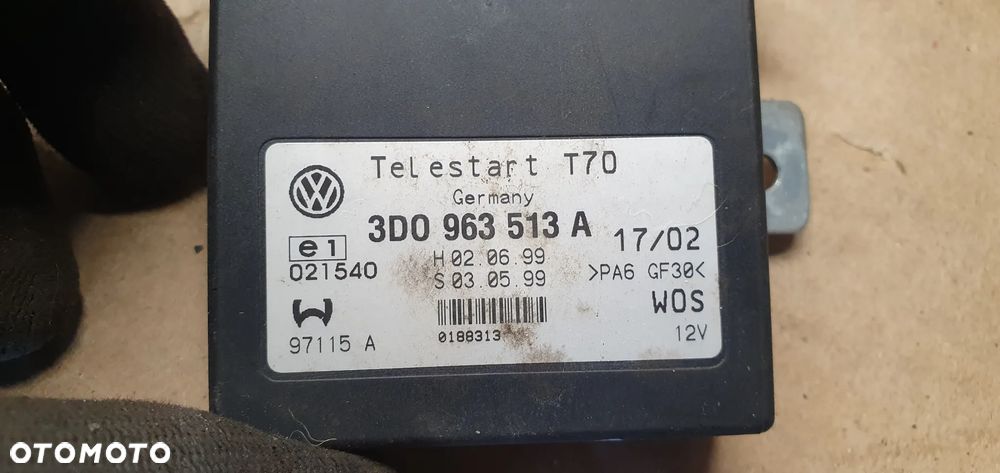 Telestart T70
Germany
3D0 963 513 A
e1
021540
H 02.06.99
S 03.05.99
17/02
>PA6 GF30<
WOS
12V
97115 A
0188313
OTOMOTO